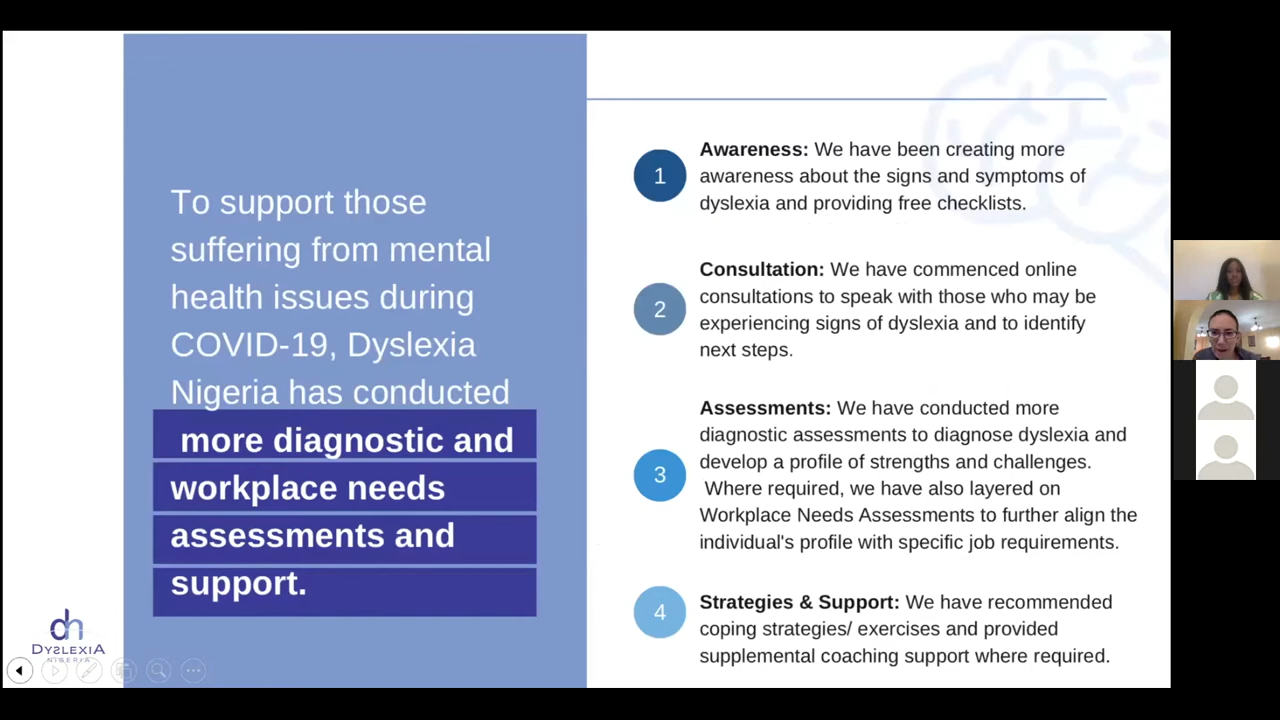 To support those
suffering from mental
health issues during
COVID-19, Dyslexia
Nigeria has conducted
more diagnostic and
workplace needs
assessments and
support.
1
Awareness: We have been creating more
awareness about the signs and symptoms of
dyslexia and providing free checklists.
2
Consultation: We have commenced online
consultations to speak with those who may be
experiencing signs of dyslexia and to identify
next steps.
3
Assessments: We have conducted more
diagnostic assessments to diagnose dyslexia and
develop a profile of strengths and challenges.
Where required, we have also layered on
Workplace Needs Assessments to further align the
individual's profile with specific job requirements.
4
Strategies & Support: We have recommended
coping strategies/ exercises and provided
supplemental coaching support where required.
dn
DYSLEXIA
NIGERIA